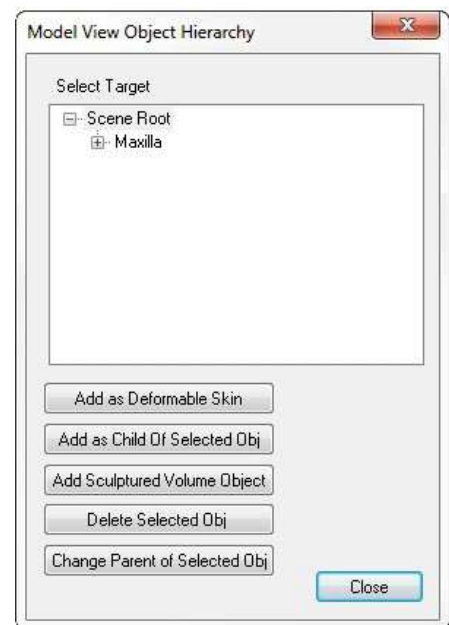 Model View Object Hierarchy
Select Target
Scene Root
Maxilla
Add as Deformable Skin
Add as Child Of Selected Obj
Add Sculptured Volume Object
Delete Selected Obj
Change Parent of Selected Obj
Close